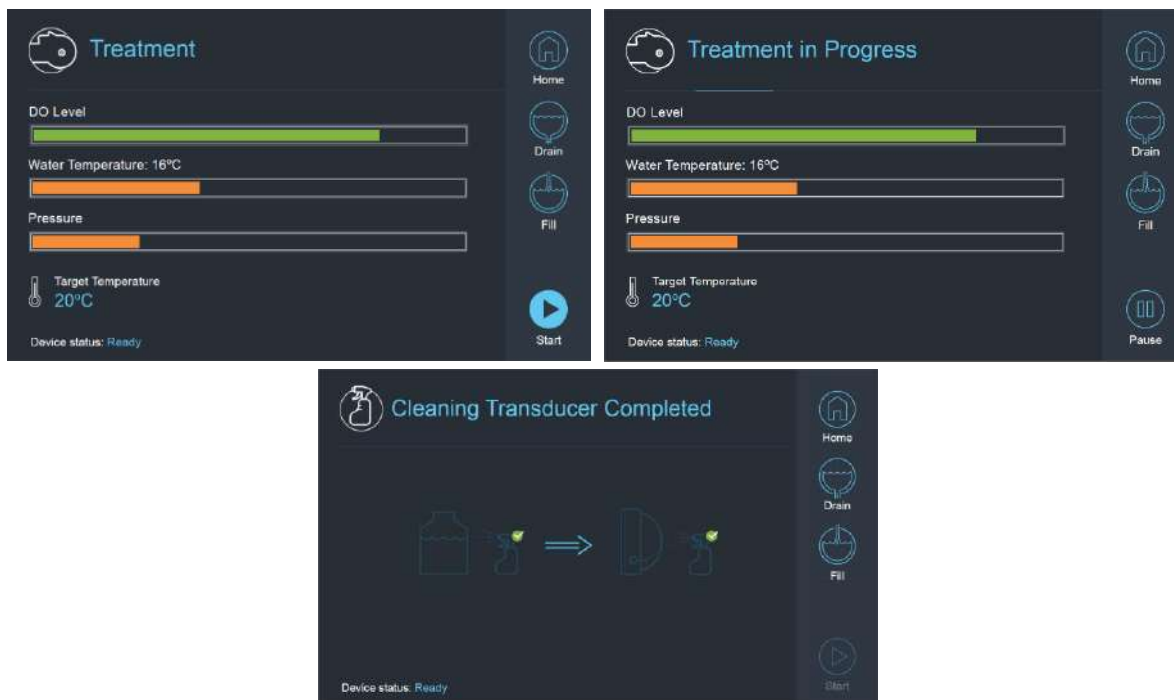 Treatment
Home
DO Level
Drain
Water Temperature: 16ºC
Fill
Pressure
Target Temperature
20ºC
Start
Device status: Ready
Treatment in Progress
Home
DO Level
Drain
Water Temperature: 16ºC
Fill
Pressure
Target Temperature
20ºC
Pause
Device status: Ready
Cleaning Transducer Completed
Home
Drain
Fill
Start
Device status: Ready